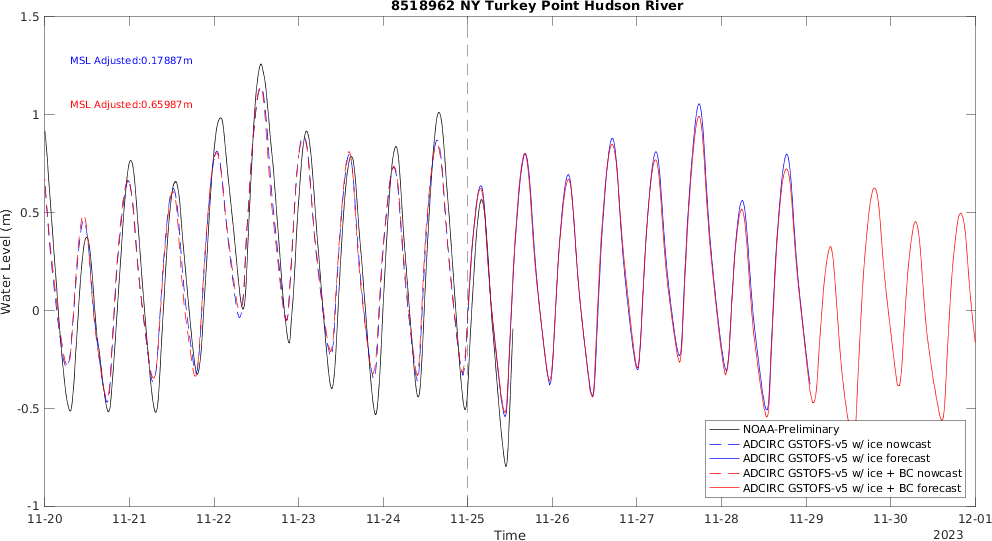 8518962 NY Turkey Point Hudson River
1.5
MSL Adjusted:0.17887m
MSL Adjusted:0.65987m
1
0.5
0
-0.5
-1
Water Level (m)
NOAA-Preliminary
ADCIRC GSTOFS-v5 w/ ice nowcast
ADCIRC GSTOFS-v5 w/ ice forecast
ADCIRC GSTOFS-v5 w/ ice + BC nowcast
ADCIRC GSTOFS-v5 w/ ice + BC forecast
11-20 11-21 11-22 11-23 11-24 11-25 11-26 11-27 11-28 11-29 11-30 12-01
Time
2023